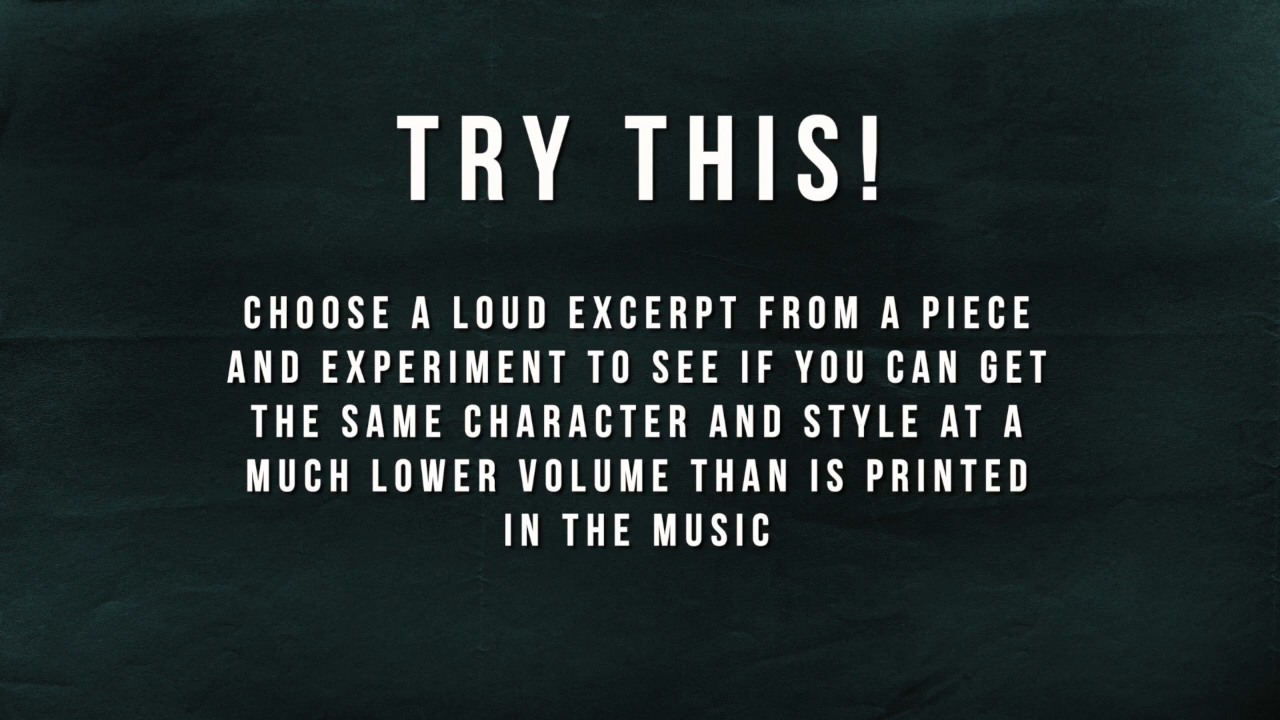 TRY THIS!
CHOOSE A LOUD EXCERPT FROM A PIECE
AND EXPERIMENT TO SEE IF YOU CAN GET
THE SAME CHARACTER AND STYLE AT A
MUCH LOWER VOLUME THAN IS PRINTED
IN THE MUSIC